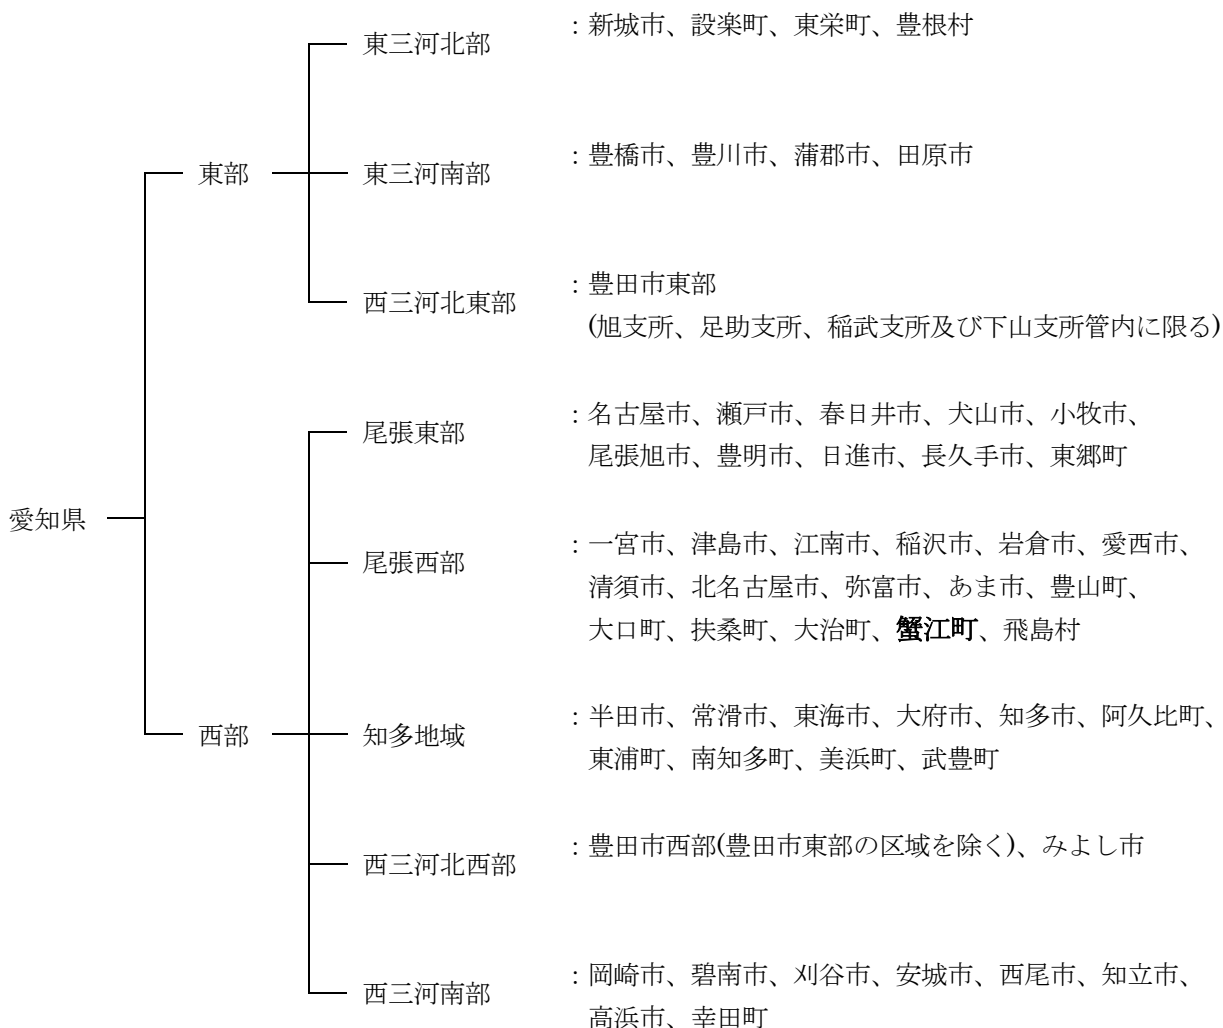 東三河北部
：新城市、設楽町、東栄町、豊根村
東部
東三河南部
：豊橋市、豊川市、蒲郡市、田原市
西三河北東部
：豊田市東部
(旭支所、足助支所、稲武支所及び下山支所管内に限る)
尾張東部
：名古屋市、瀬戸市、春日井市、犬山市、小牧市、
尾張旭市、豊明市、日進市、長久手市、東郷町
愛知県
尾張西部
：一宮市、津島市、江南市、稲沢市、岩倉市、愛西市、
清須市、北名古屋市、弥富市、あま市、豊山町、
大口町、扶桑町、大治町、蟹江町、飛島村
西部
知多地域
：半田市、常滑市、東海市、大府市、知多市、阿久比町、
東浦町、南知多町、美浜町、武豊町
西三河北西部
：豊田市西部(豊田市東部の区域を除く)、みよし市
西三河南部
：岡崎市、碧南市、刈谷市、安城市、西尾市、知立市、
高浜市、幸田町